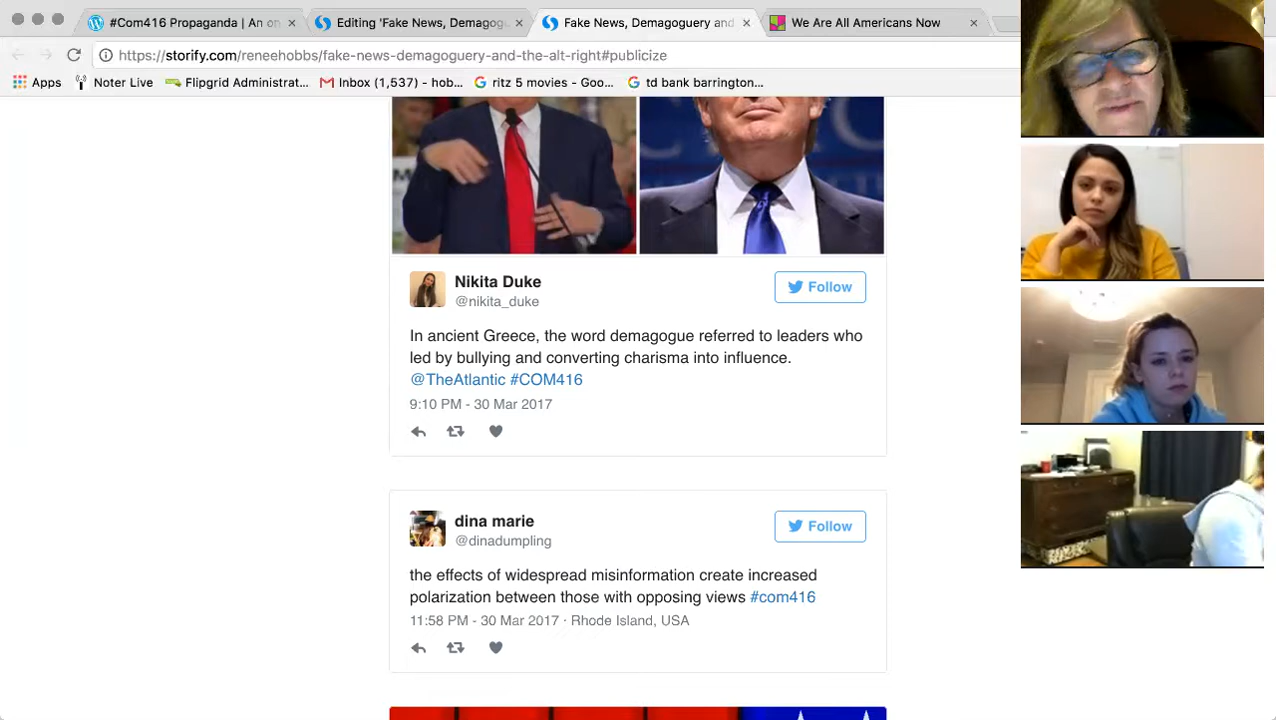 #Com416 Propaganda | An on
Editing 'Fake News, Demagogu
Fake News, Demagoguery and
We Are All Americans Now
https://storify.com/reneehobbs/fake-news-demagoguery-and-the-alt-right#publicize
Apps
Noter Live
Flipgrid Administrat...
Inbox (1,537) - hob...
ritz 5 movies - Goo...
td bank barrington...
Nikita Duke
@nikita_duke
Follow
In ancient Greece, the word demagogue referred to leaders who
led by bullying and converting charisma into influence.
@TheAtlantic #COM416
9:10 PM - 30 Mar 2017
dina marie
@dinadumpling
Follow
the effects of widespread misinformation create increased
polarization between those with opposing views #com416
11:58 PM - 30 Mar 2017 · Rhode Island, USA